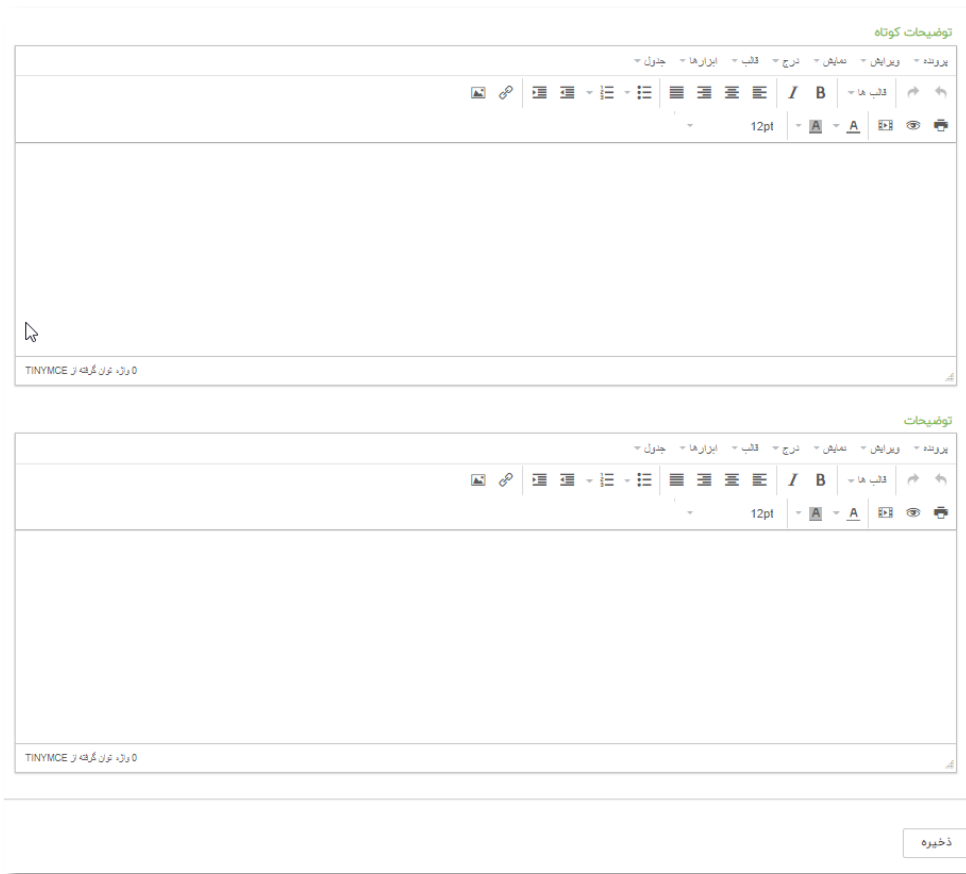 توضیحات کوتاه
پرونده ویرایش نمایش درج قالب ابزارها جدول
قالب ها B I
A A 12pt
0 واژه توان گرفته از TINYMCE
توضیحات
پرونده ویرایش نمایش درج قالب ابزارها جدول
قالب ها B I
A A 12pt
0 واژه توان گرفته از TINYMCE
ذخیره